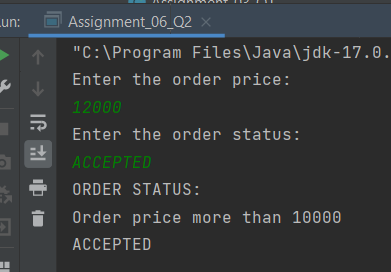 un:
Assignment_06_Q2
"C:\Program Files\Java\jdk-17.0.
Enter the order price:
12000
Enter the order status:
ACCEPTED
ORDER STATUS:
Order price more than 10000
ACCEPTED